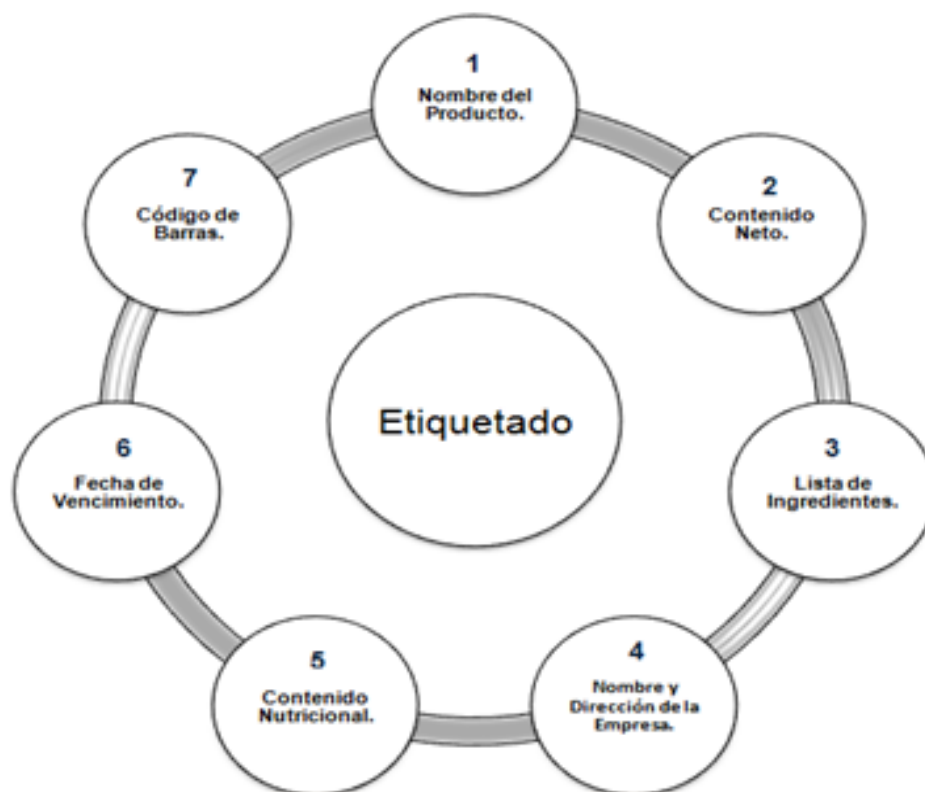 1
Nombre del
Producto.
2
Contenido
Neto.
3
Lista de
Ingredientes.
4
Nombre y
Dirección de la
Empresa.
5
Contenido
Nutricional.
6
Fecha de
Vencimiento.
7
Código de
Barras.
Etiquetado